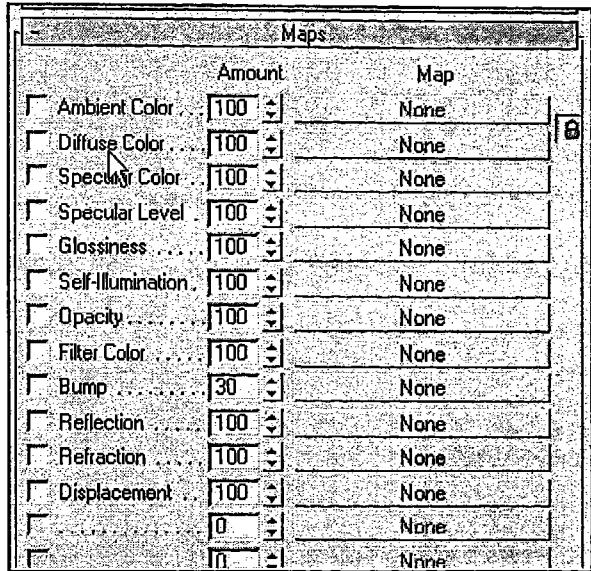 - Maps
Amount Map
Ambient Color . . . 100 None
Diffuse Color . . . . 100 None
Specular Color . . 100 None
Specular Level . 100 None
Glossiness . . . . . 100 None
Self-Illumination . 100 None
Opacity . . . . . . . . 100 None
Filter Color . . . . . 100 None
Bump . . . . . . . . . 30 None
Reflection . . . . . 100 None
Refraction . . . . . 100 None
Displacement . . 100 None
. . . . . . . . . . . . . . 0 None
0 None